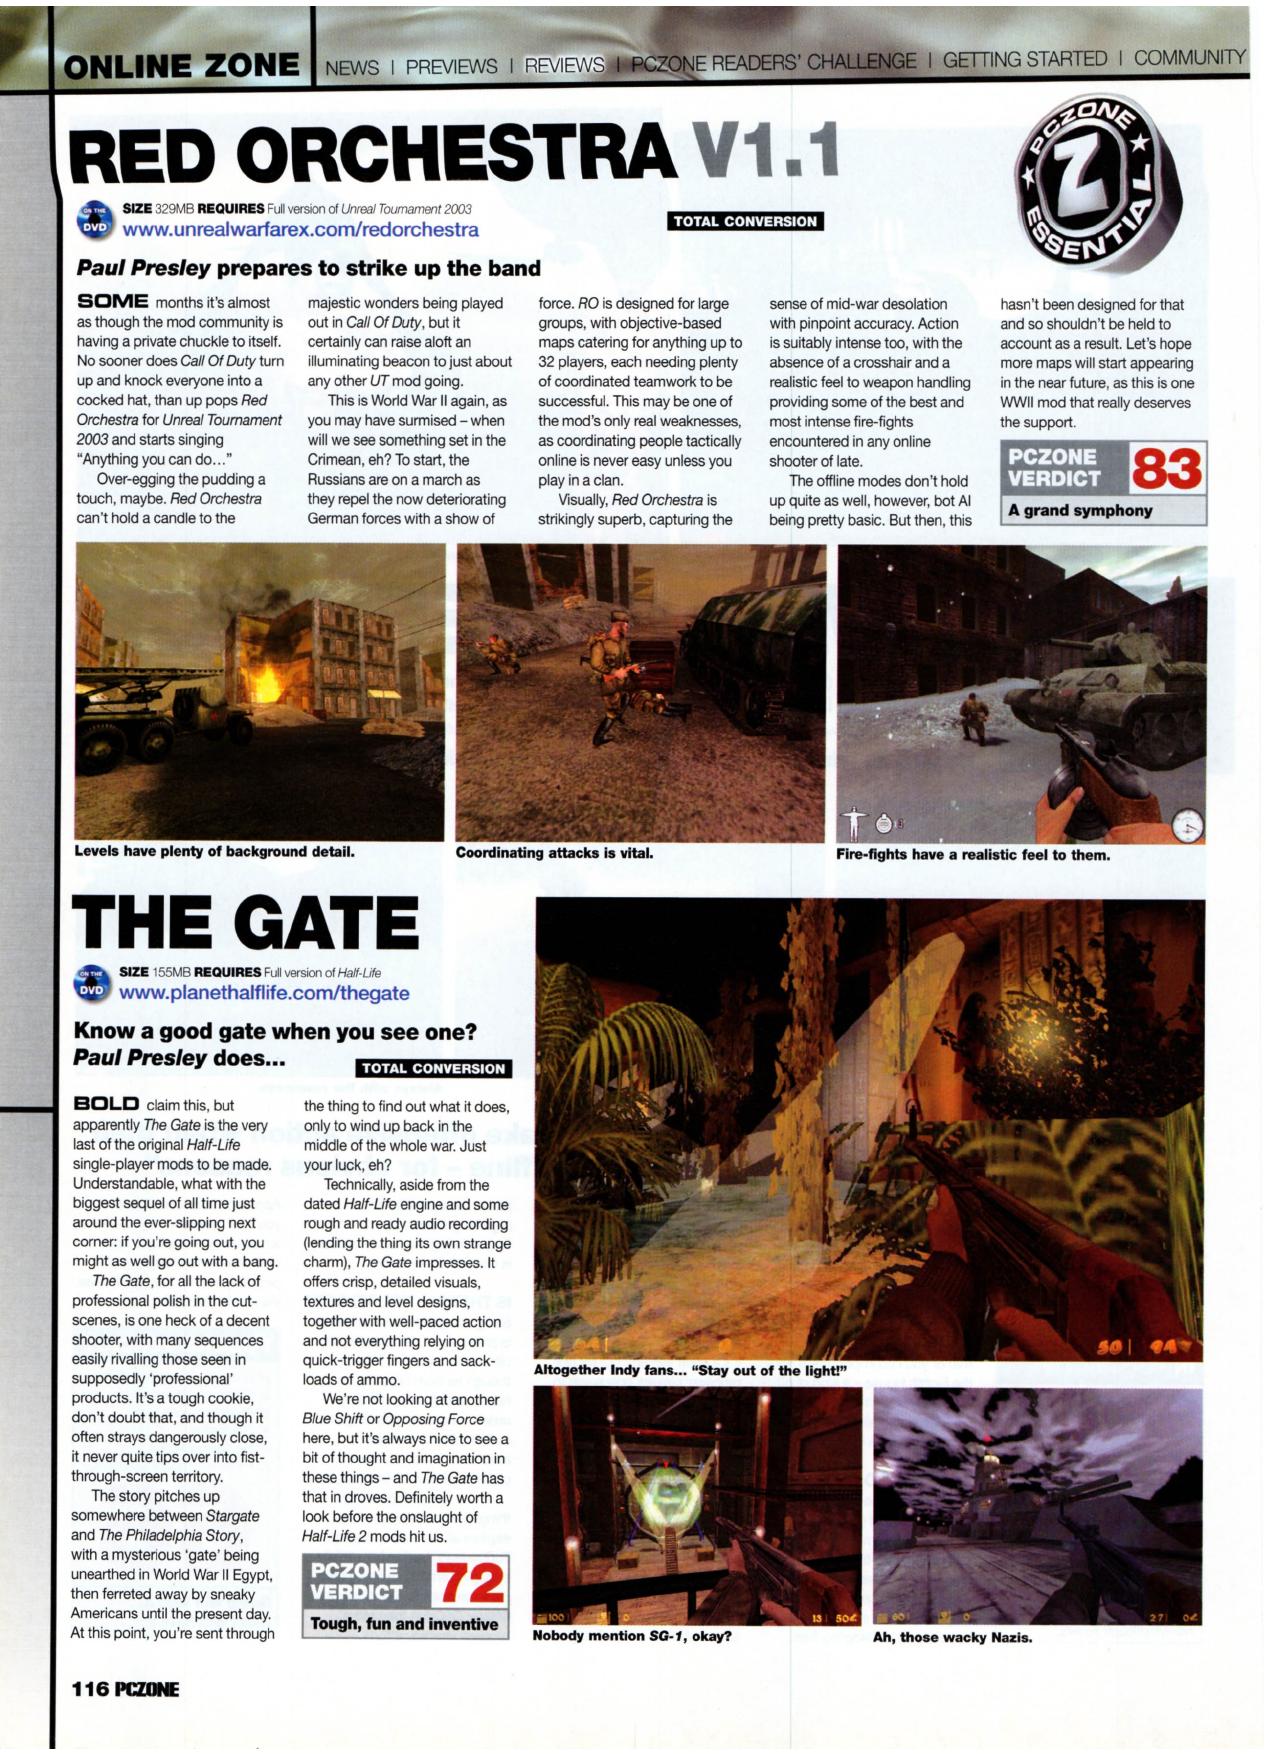 ONLINE ZONE
NEWS | PREVIEWS | REVIEWS | PCZONE READERS' CHALLENGE | GETTING STARTED | COMMUNITY
RED ORCHESTRA V1.1
PCZONE
Z
ESSENTIAL
ON THE
DVD
SIZE 329MB REQUIRES Full version of Unreal Tournament 2003
www.unrealwarfarex.com/redorchestra
TOTAL CONVERSION
Paul Presley prepares to strike up the band
SOME months it's almost
as though the mod community is
having a private chuckle to itself.
No sooner does Call Of Duty turn
up and knock everyone into a
cocked hat, than up pops Red
Orchestra for Unreal Tournament
2003 and starts singing
"Anything you can do..."
Over-egging the pudding a
touch, maybe. Red Orchestra
can't hold a candle to the
majestic wonders being played
out in Call Of Duty, but it
certainly can raise aloft an
illuminating beacon to just about
any other UT mod going.
This is World War II again, as
you may have surmised – when
will we see something set in the
Crimean, eh? To start, the
Russians are on a march as
they repel the now deteriorating
German forces with a show of
force. RO is designed for large
groups, with objective-based
maps catering for anything up to
32 players, each needing plenty
of coordinated teamwork to be
successful. This may be one of
the mod's only real weaknesses,
as coordinating people tactically
online is never easy unless you
play in a clan.
Visually, Red Orchestra is
strikingly superb, capturing the
sense of mid-war desolation
with pinpoint accuracy. Action
is suitably intense too, with the
absence of a crosshair and a
realistic feel to weapon handling
providing some of the best and
most intense fire-fights
encountered in any online
shooter of late.
The offline modes don't hold
up quite as well, however, bot AI
being pretty basic. But then, this
hasn't been designed for that
and so shouldn't be held to
account as a result. Let's hope
more maps will start appearing
in the near future, as this is one
WWII mod that really deserves
the support.
PCZONE
VERDICT 83
A grand symphony
Levels have plenty of background detail.
Coordinating attacks is vital.
Fire-fights have a realistic feel to them.
THE GATE
ON THE
DVD
SIZE 155MB REQUIRES Full version of Half-Life
www.planethalflife.com/thegate
Know a good gate when you see one?
Paul Presley does...
TOTAL CONVERSION
BOLD claim this, but
apparently The Gate is the very
last of the original Half-Life
single-player mods to be made.
Understandable, what with the
biggest sequel of all time just
around the ever-slipping next
corner: if you're going out, you
might as well go out with a bang.
The Gate, for all the lack of
professional polish in the cut-
scenes, is one heck of a decent
shooter, with many sequences
easily rivalling those seen in
supposedly 'professional'
products. It's a tough cookie,
don't doubt that, and though it
often strays dangerously close,
it never quite tips over into fist-
through-screen territory.
The story pitches up
somewhere between Stargate
and The Philadelphia Story,
with a mysterious 'gate' being
unearthed in World War II Egypt,
then ferreted away by sneaky
Americans until the present day.
At this point, you're sent through
the thing to find out what it does,
only to wind up back in the
middle of the whole war. Just
your luck, eh?
Technically, aside from the
dated Half-Life engine and some
rough and ready audio recording
(lending the thing its own strange
charm), The Gate impresses. It
offers crisp, detailed visuals,
textures and level designs,
together with well-paced action
and not everything relying on
quick-trigger fingers and sack-
loads of ammo.
We're not looking at another
Blue Shift or Opposing Force
here, but it's always nice to see a
bit of thought and imagination in
these things – and The Gate has
that in droves. Definitely worth a
look before the onslaught of
Half-Life 2 mods hit us.
PCZONE
VERDICT 72
Tough, fun and inventive
Altogether Indy fans... "Stay out of the light!"
Nobody mention SG-1, okay?
Ah, those wacky Nazis.
116 PCZONE